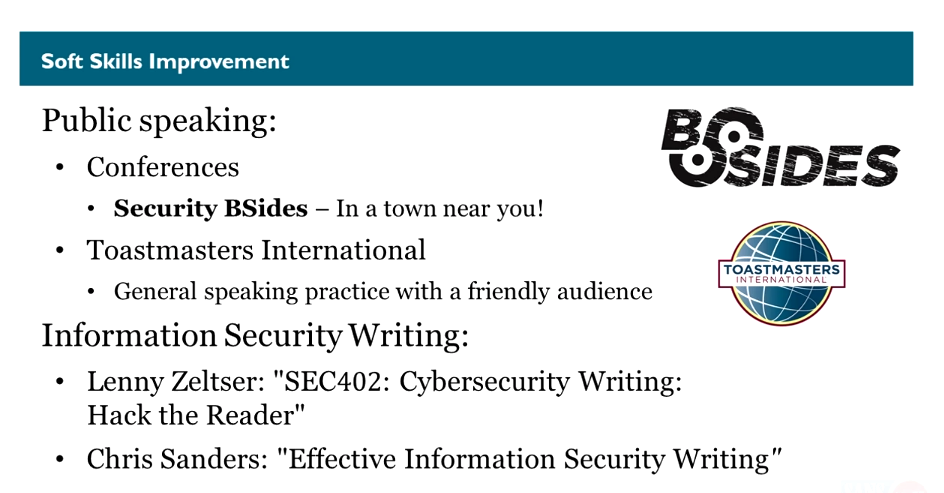 Soft Skills Improvement
Public speaking:
• Conferences
• Security BSides – In a town near you!
• Toastmasters International
• General speaking practice with a friendly audience
Information Security Writing:
• Lenny Zeltser: "SEC402: Cybersecurity Writing:
Hack the Reader"
• Chris Sanders: "Effective Information Security Writing"
BSIDES
TOASTMASTERS
INTERNATIONAL